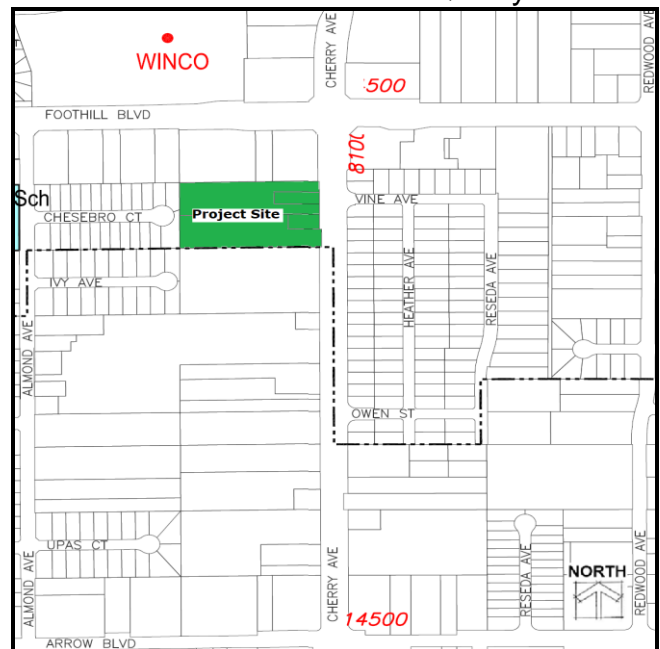 WINCO
CHERRY AVE
REDWOOD AVE
500
FOOTHILL BLVD
8100
Sch
CHESEBRO CT
Project Site
VINE AVE
IVY AVE
HEATHER AVE
RESEDA AVE
ALMOND AVE
OWEN ST
UPAS CT
ALMOND AVE
CHERRY AVE
RESEDA AVE
NORTH
REDWOOD AVE
14500
ARROW BLVD